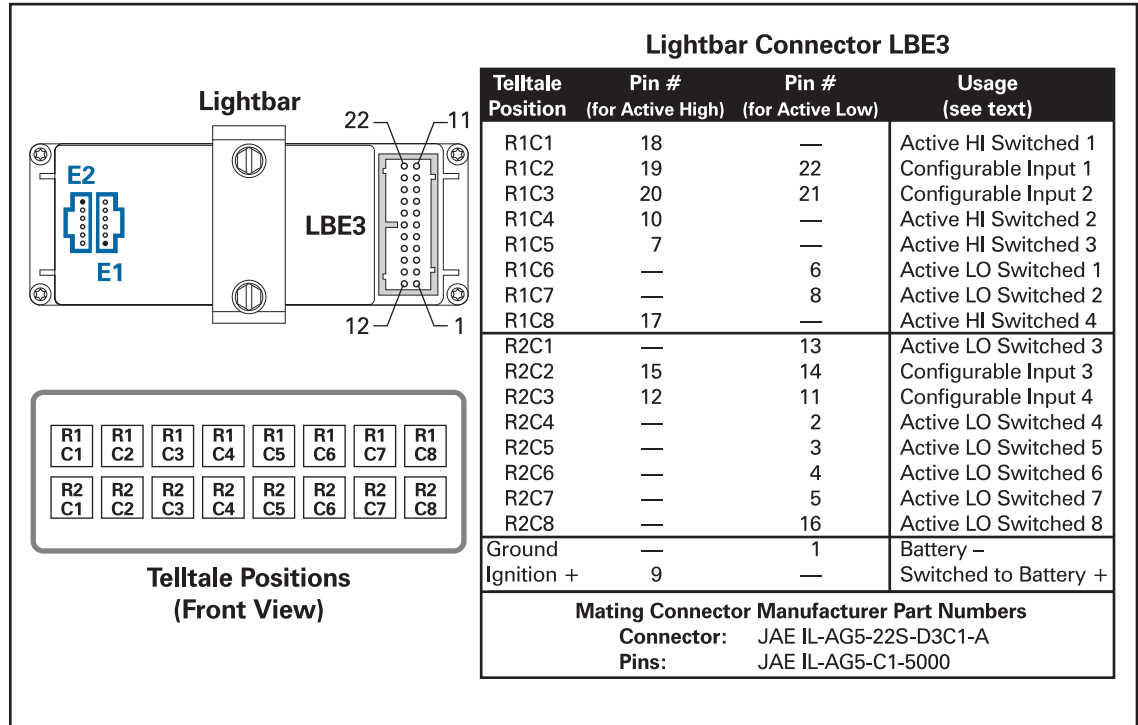 Lightbar Connector LBE3
Lightbar
22
11
E2
E1
LBE3
12
1
Telltale Position Pin # (for Active High) Pin # (for Active Low) Usage (see text)
R1C1 18 — Active HI Switched 1
R1C2 19 22 Configurable Input 1
R1C3 20 21 Configurable Input 2
R1C4 10 — Active HI Switched 2
R1C5 7 — Active HI Switched 3
R1C6 — 6 Active LO Switched 1
R1C7 — 8 Active LO Switched 2
R1C8 17 — Active HI Switched 4
R2C1 — 13 Active LO Switched 3
R2C2 15 14 Configurable Input 3
R2C3 12 11 Configurable Input 4
R2C4 — 2 Active LO Switched 4
R2C5 — 3 Active LO Switched 5
R2C6 — 4 Active LO Switched 6
R2C7 — 5 Active LO Switched 7
R2C8 — 16 Active LO Switched 8
Ground — 1 Battery –
Ignition + 9 — Switched to Battery +
Mating Connector Manufacturer Part Numbers
Connector: JAE IL-AG5-22S-D3C1-A
Pins: JAE IL-AG5-C1-5000
R1 R1 R1 R1 R1 R1 R1 R1
C1 C2 C3 C4 C5 C6 C7 C8
R2 R2 R2 R2 R2 R2 R2 R2
C1 C2 C3 C4 C5 C6 C7 C8
Telltale Positions
(Front View)